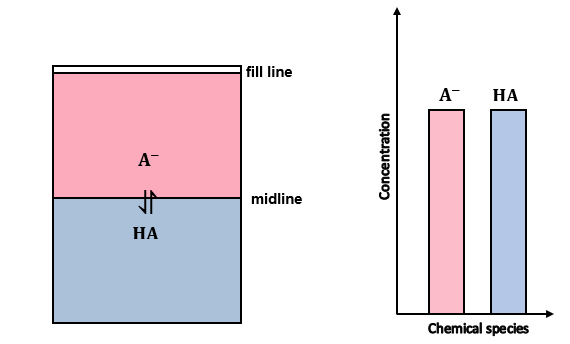 fill line
A⁻
midline
HA
Concentration
A⁻ HA
Chemical species